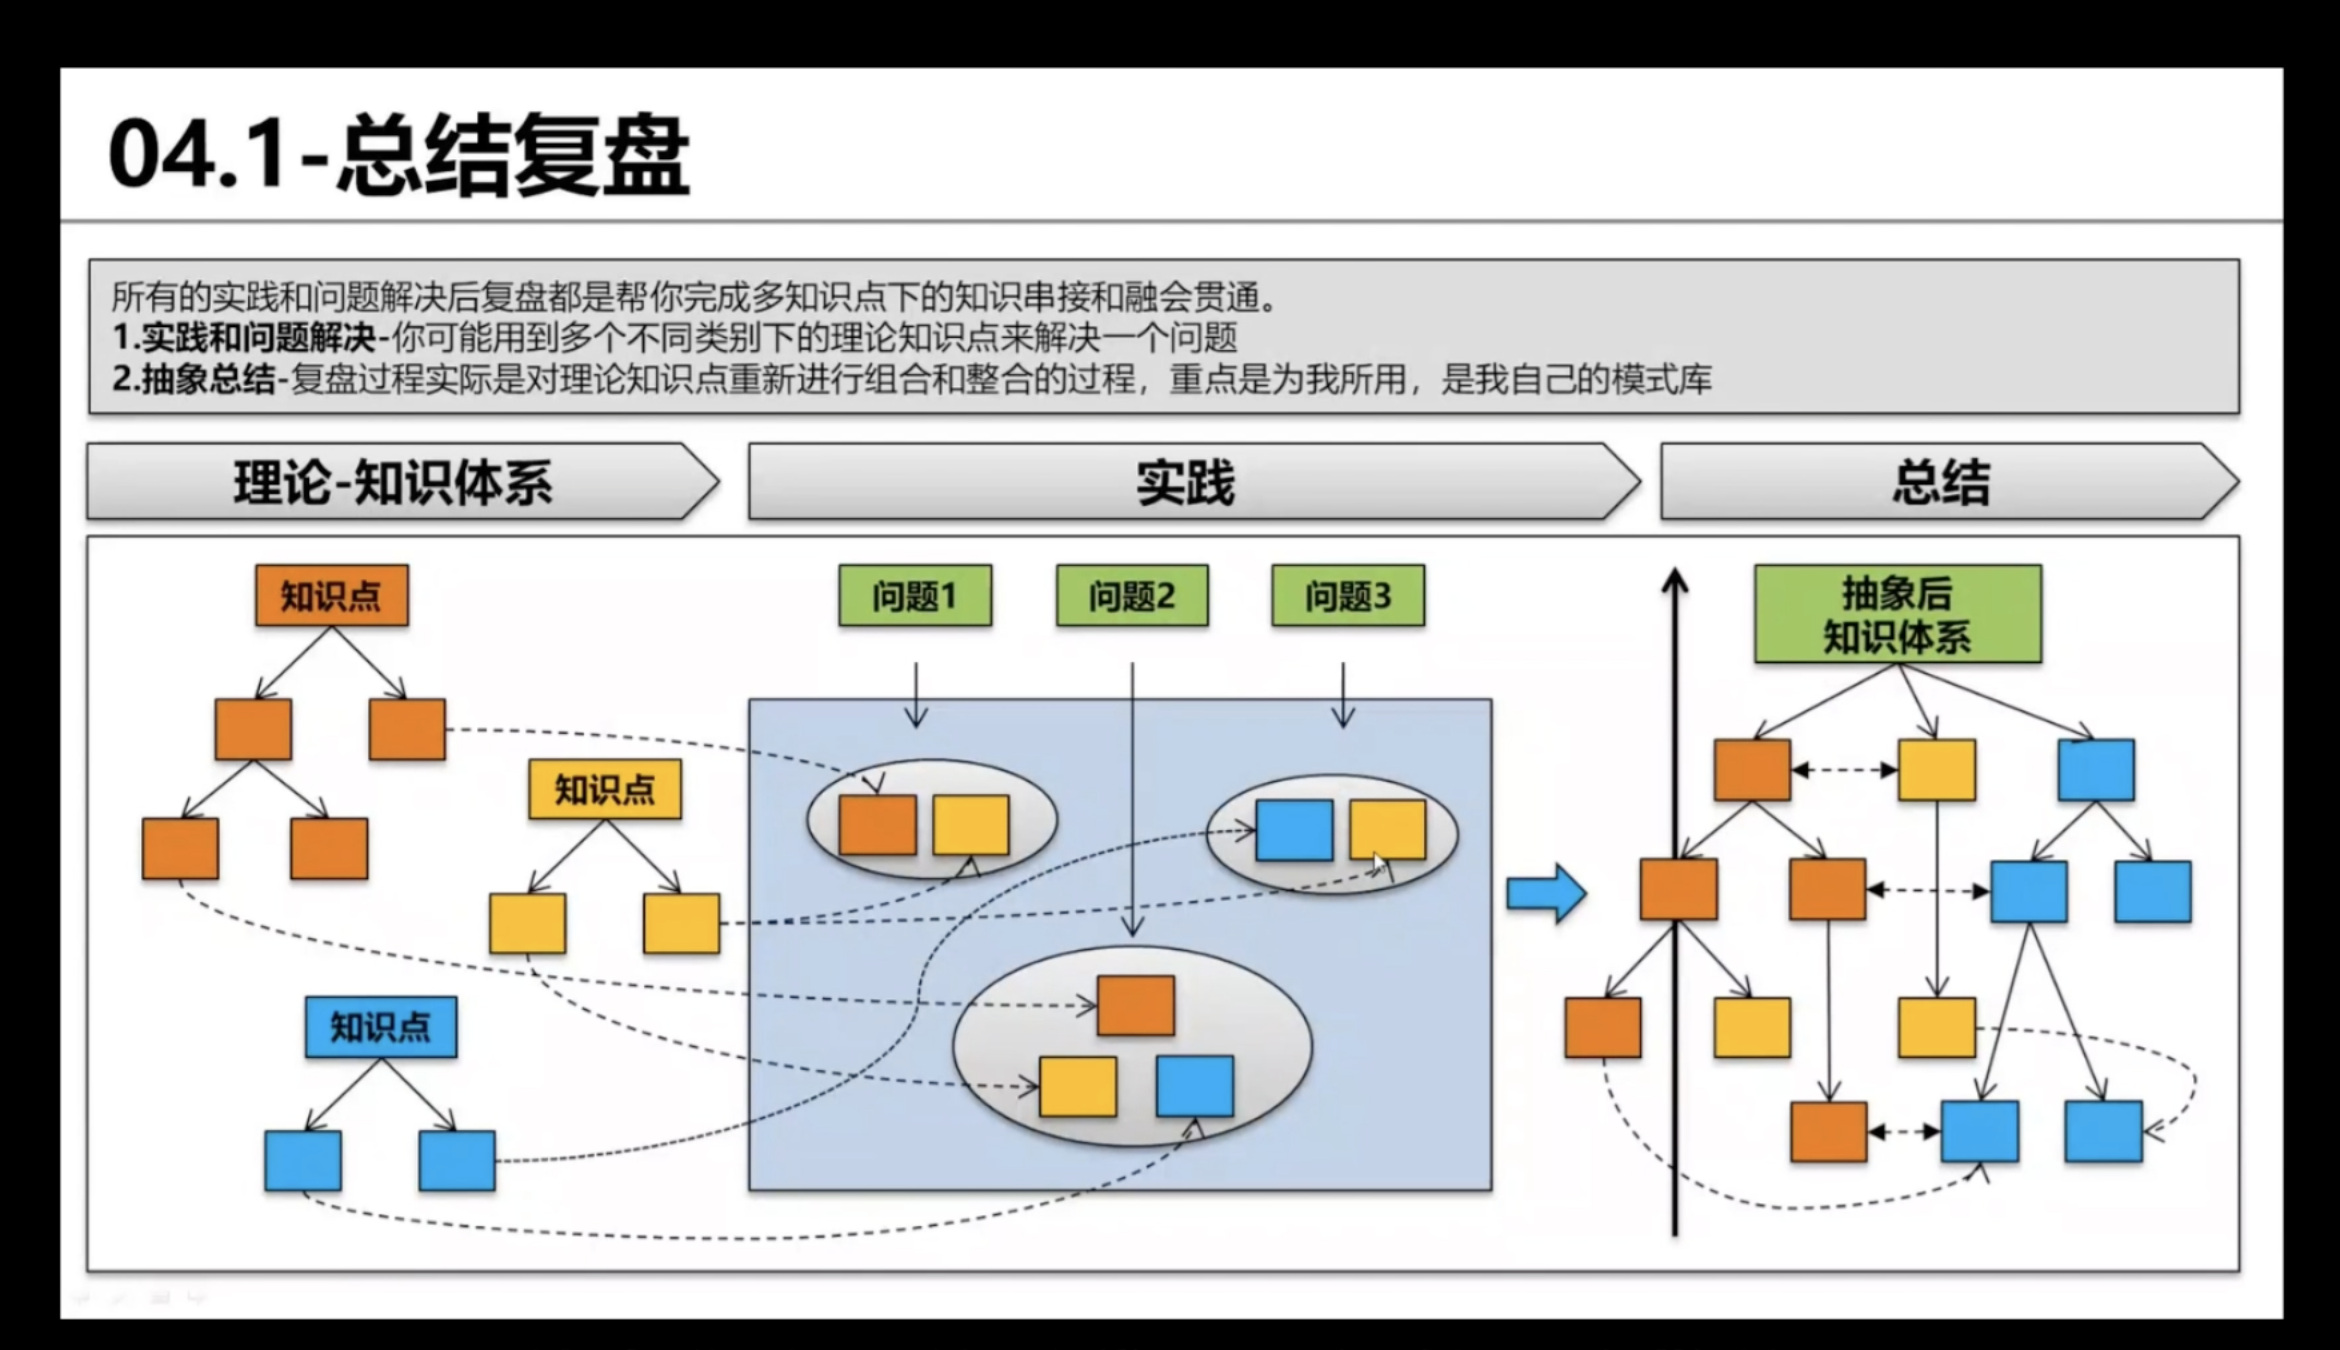 04.1-总结复盘
所有的实践和问题解决后复盘都是帮你完成多知识点下的知识串接和融会贯通。
1.实践和问题解决-你可能用到多个不同类别下的理论知识点来解决一个问题
2.抽象总结-复盘过程实际是对理论知识点重新进行组合和整合的过程，重点是为我所用，是我自己的模式库
理论-知识体系
实践
总结
知识点
问题1
问题2
问题3
抽象后
知识体系
知识点
知识点